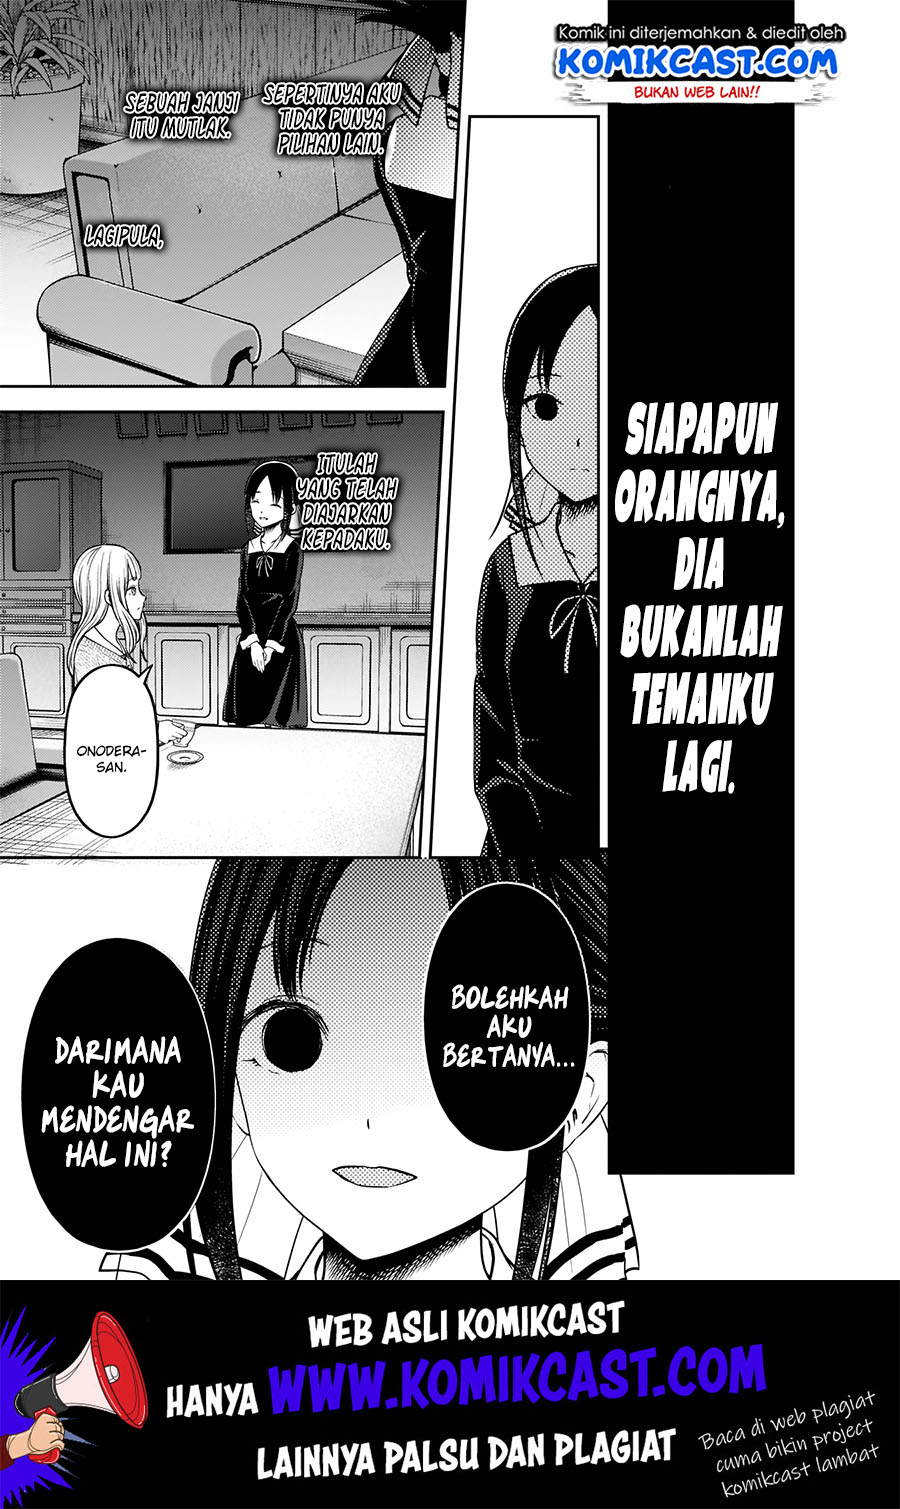 Komik ini diterjemahkan & diedit oleh
KOMIKCAST.COM
BUKAN WEB LAIN!!
SIAPAPUN
ORANGNYA,
DIA
BUKANLAH
TEMANKU
LAGI.
SEPERTINYA AKU
TIDAK PUNYA
PILIHAN LAIN.
SEBUAH JANJI
ITU MUTLAK.
LAGIPULA,
ITULAH
YANG TELAH
DIAJARKAN
KEPADAKU.
ONODERA-
SAN.
BOLEHKAH
AKU
BERTANYA...
DARIMANA
KAU
MENDENGAR
HAL INI?
WEB ASLI KOMIKCAST
HANYA WWW.KOMIKCAST.COM
LAINNYA PALSU DAN PLAGIAT
Baca di web plagiat
cuma bikin project
komikcast lambat